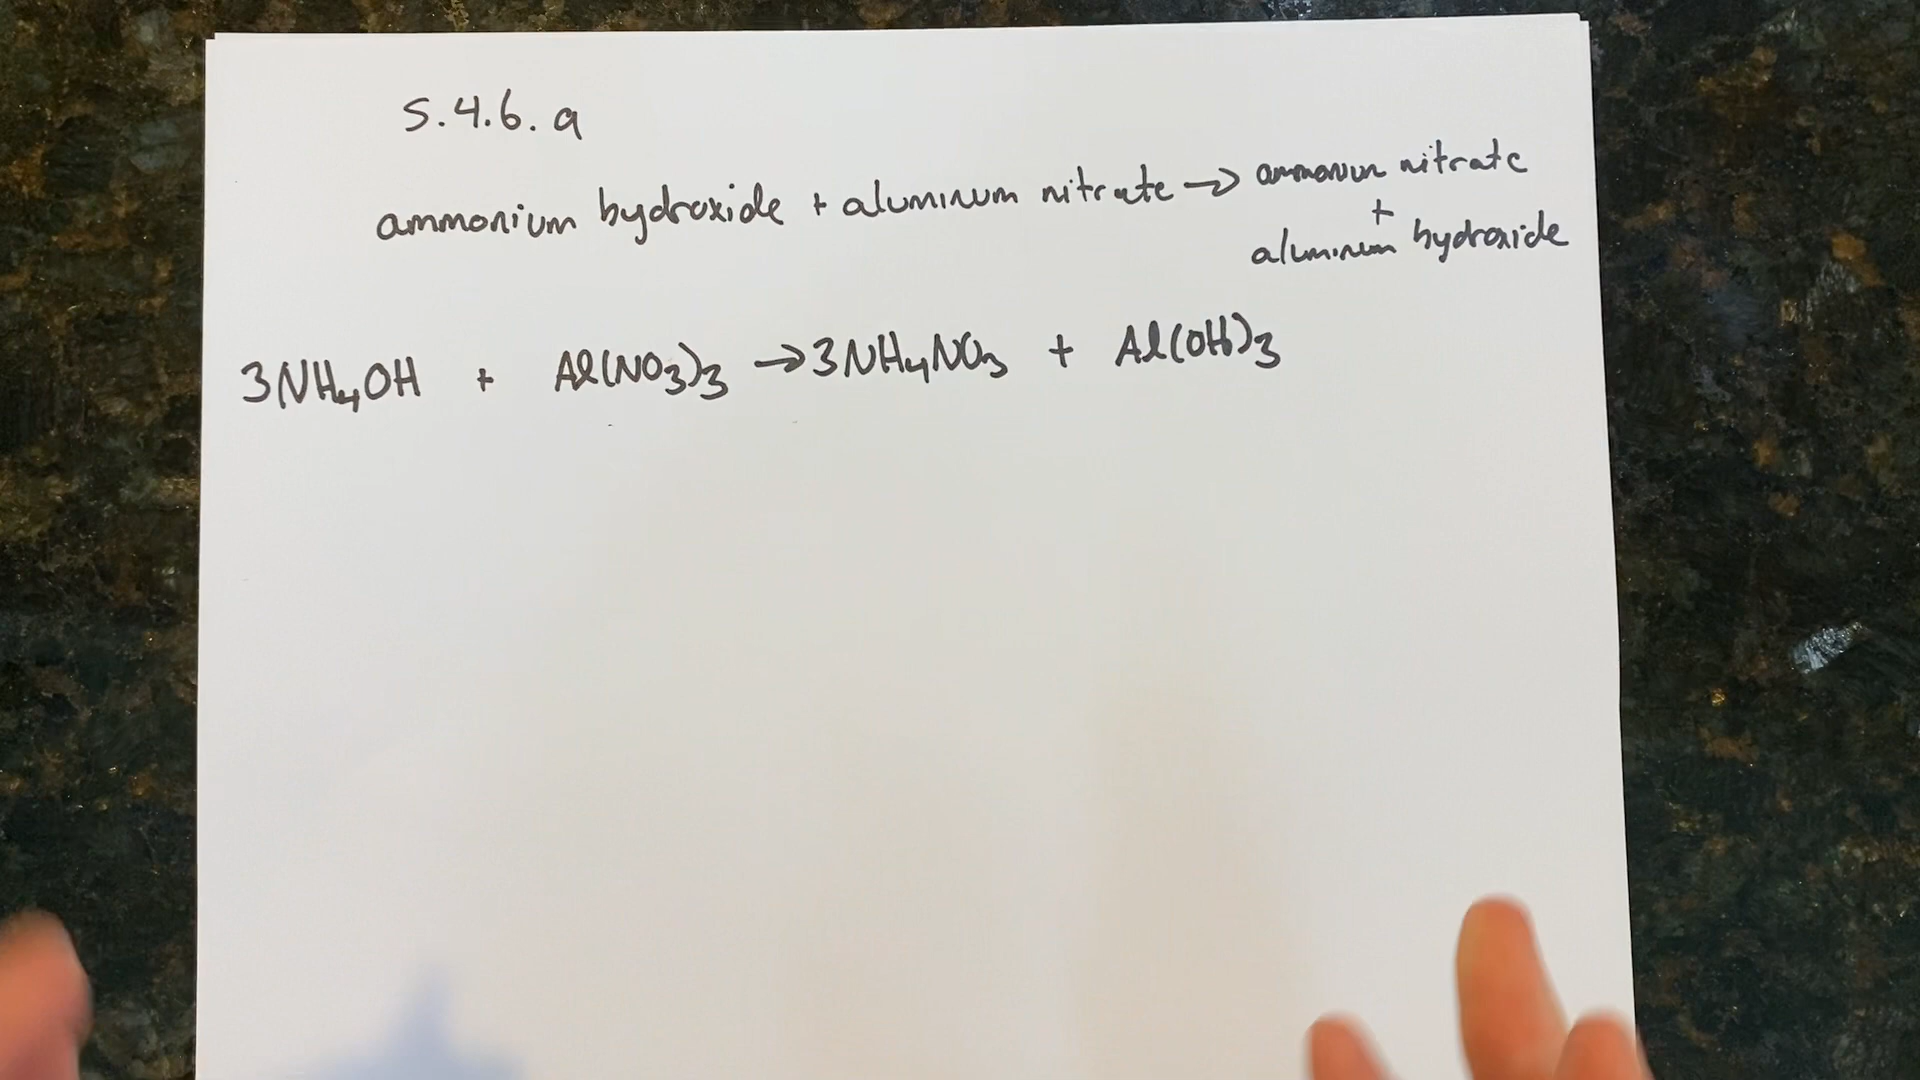 5.4.6.a
ammonium hydroxide + aluminum nitrate → ammonium nitrate
+
aluminum hydroxide
3NH₄OH + Al(NO₃)₃ → 3NH₄NO₃ + Al(OH)₃